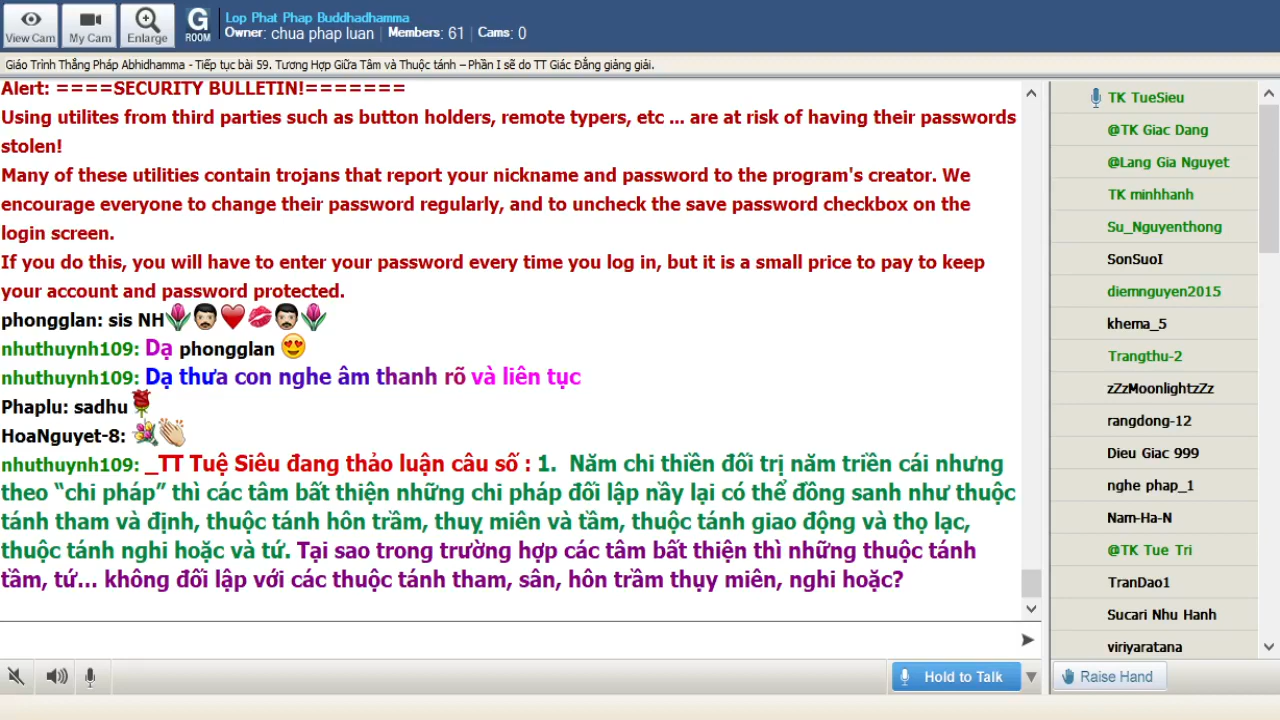 View Cam
My Cam
Enlarge
G
ROOM
Lop Phat Phap Buddhadhamma
Owner: chua phap luan | Members: 61 | Cams: 0
Giáo Trình Thắng Pháp Abhidhamma - Tiếp tục bài 59. Tương Hợp Giữa Tâm và Thuộc tánh – Phần I sẽ do TT Giác Đẳng giảng giải.
Alert: ====SECURITY BULLETIN!=======
Using utilites from third parties such as button holders, remote typers, etc ... are at risk of having their passwords
stolen!
Many of these utilities contain trojans that report your nickname and password to the program's creator. We
encourage everyone to change their password regularly, and to uncheck the save password checkbox on the
login screen.
If you do this, you will have to enter your password every time you log in, but it is a small price to pay to keep
your account and password protected.
phongglan: sis NH
nhuthuynh109: Dạ phongglan
nhuthuynh109: Dạ thưa con nghe âm thanh rõ và liên tục
Phaplu: sadhu
HoaNguyet-8:
nhuthuynh109: _TT Tuệ Siêu đang thảo luận câu số : 1. Năm chi thiền đối trị năm triền cái nhưng
theo “chi pháp” thì các tâm bất thiện những chi pháp đối lập nầy lại có thể đồng sanh như thuộc
tánh tham và định, thuộc tánh hôn trầm, thuỵ miên và tầm, thuộc tánh giao động và thọ lạc,
thuộc tánh nghi hoặc và tứ. Tại sao trong trường hợp các tâm bất thiện thì những thuộc tánh
tầm, tứ... không đối lập với các thuộc tánh tham, sân, hôn trầm thụy miên, nghi hoặc?
Hold to Talk
TK TueSieu
@TK Giac Dang
@Lang Gia Nguyet
TK minhhanh
Su_Nguyenthong
SonSuoI
diemnguyen2015
khema_5
Trangthu-2
zZzMoonlightzZz
rangdong-12
Dieu Giac 999
nghe phap_1
Nam-Ha-N
@TK Tue Tri
TranDao1
Sucari Nhu Hanh
viriyaratana
Raise Hand